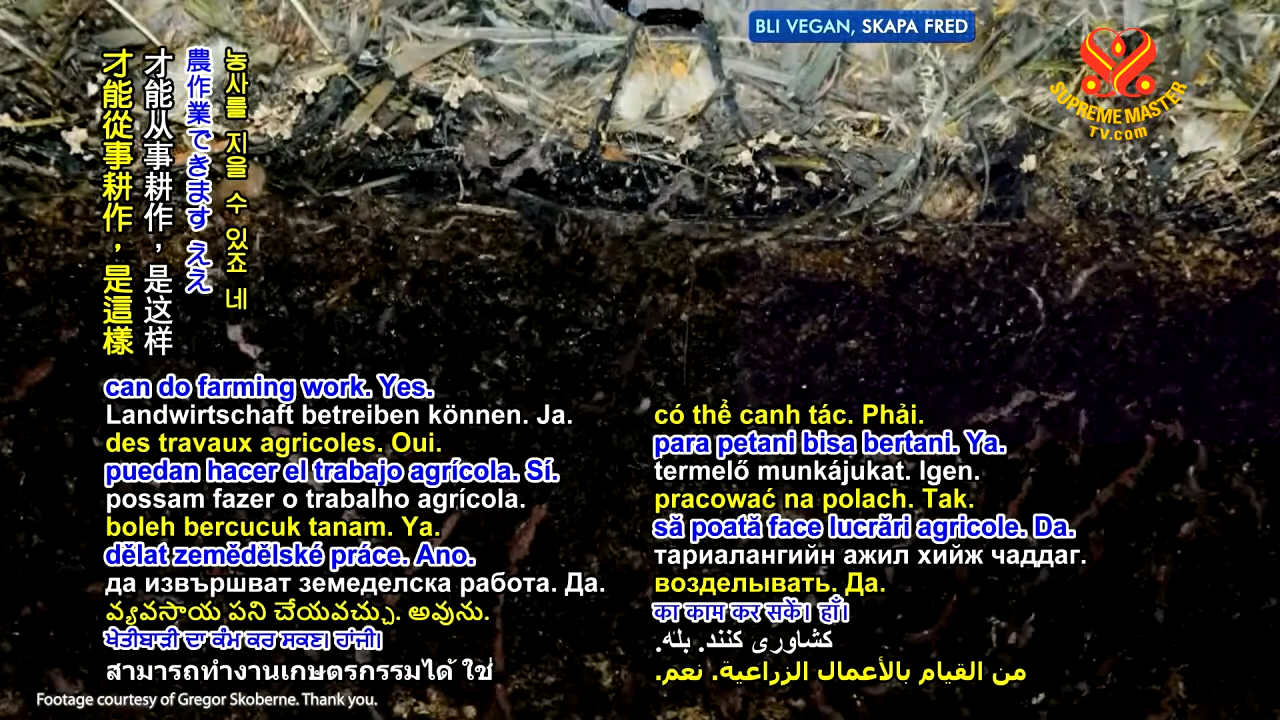 BLI VEGAN, SKAPA FRED
SUPREME MASTER
TV.com
才能從事耕作，是這樣
才能从事耕作，是这样
農作業できます ええ
농사를 지을 수 있죠 네
can do farming work. Yes.
Landwirtschaft betreiben können. Ja.
des travaux agricoles. Oui.
puedan hacer el trabajo agrícola. Sí.
possam fazer o trabalho agrícola.
boleh bercucuk tanam. Ya.
dělat zemědělské práce. Ano.
да извършват земеделска работа. Да.
వ్యవసాయ పని చేయవచ్చు. అవును.
ਖੇਤੀਬਾੜੀ ਦਾ ਕੰਮ ਕਰ ਸਕਣ। ਹਾਂਜੀ।
สามารถทำงานเกษตรกรรมได้ ใช่
có thể canh tác. Phải.
para petani bisa bertani. Ya.
termelő munkájukat. Igen.
pracować na polach. Tak.
să poată face lucrări agricole. Da.
тариалангийн ажил хийж чаддаг.
возделывать. Да.
का काम कर सकें। हाँ।
کشاورزی کنند. بله.
من القيام بالأعمال الزراعية. نعم.
Footage courtesy of Gregor Skoberne. Thank you.